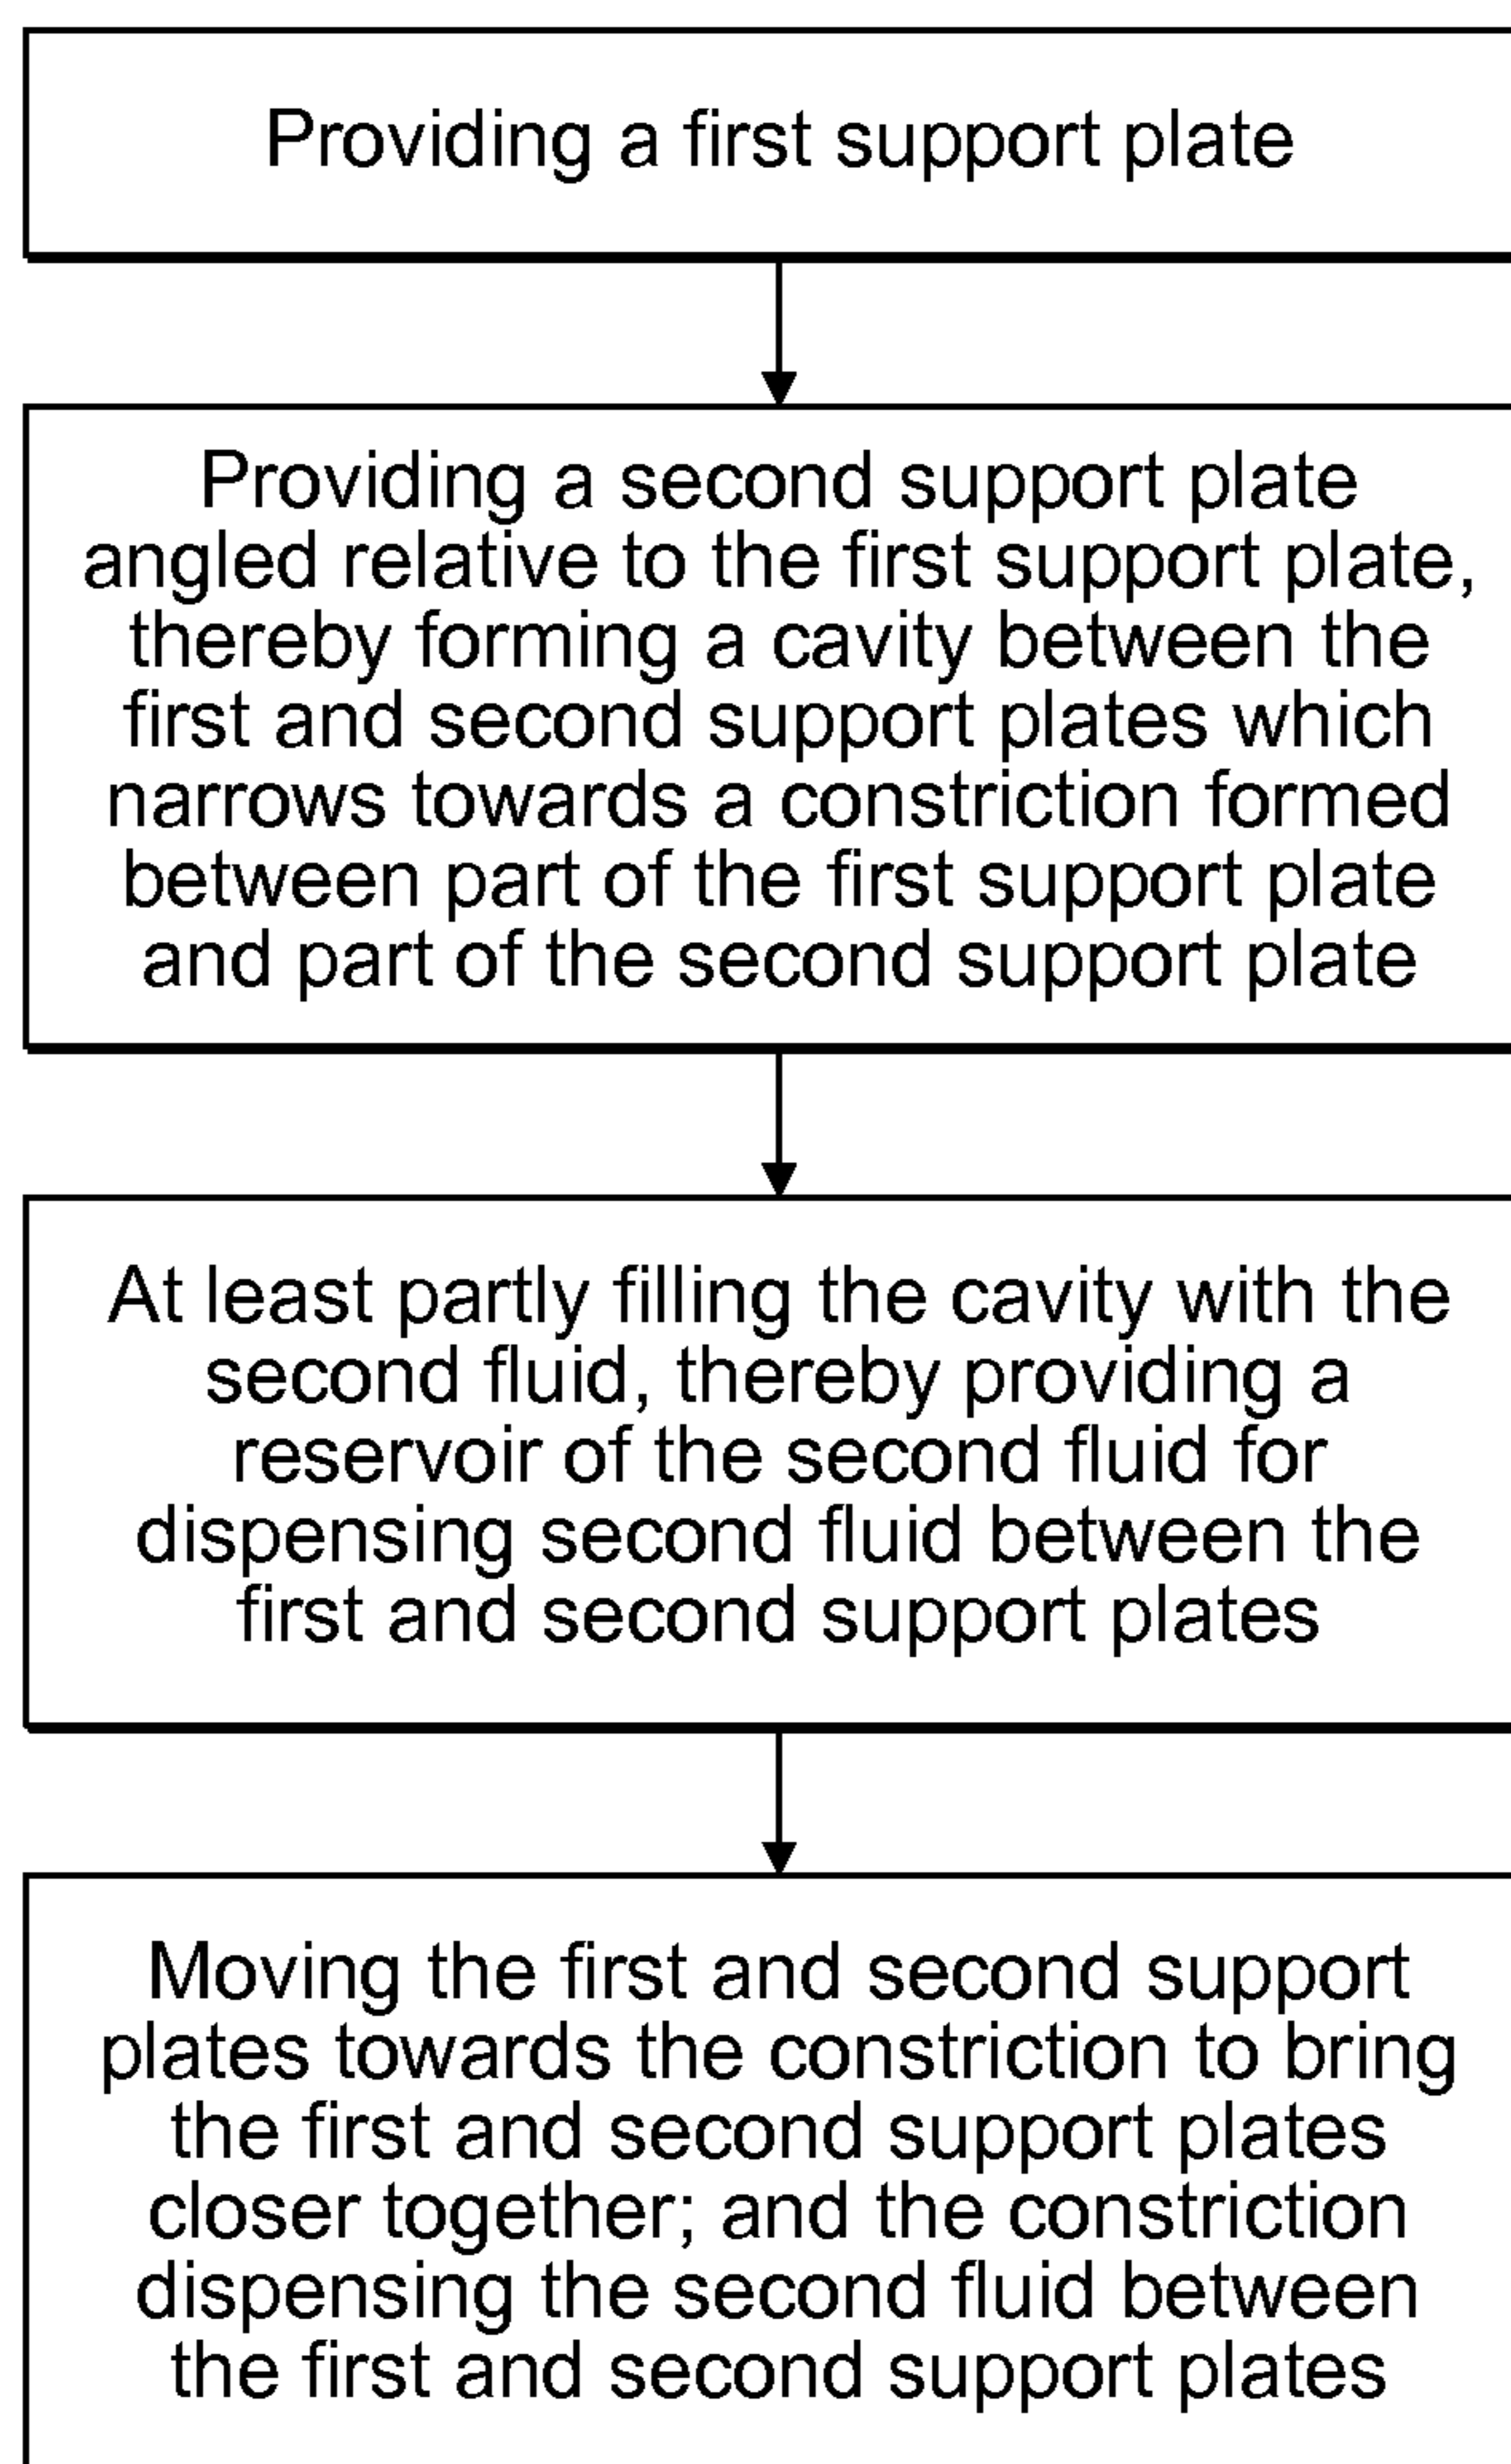 Providing a first support plate
Providing a second support plate
angled relative to the first support plate,
thereby forming a cavity between the
first and second support plates which
narrows towards a constriction formed
between part of the first support plate
and part of the second support plate
At least partly filling the cavity with the
second fluid, thereby providing a
reservoir of the second fluid for
dispensing second fluid between the
first and second support plates
Moving the first and second support
plates towards the constriction to bring
the first and second support plates
closer together; and the constriction
dispensing the second fluid between
the first and second support plates